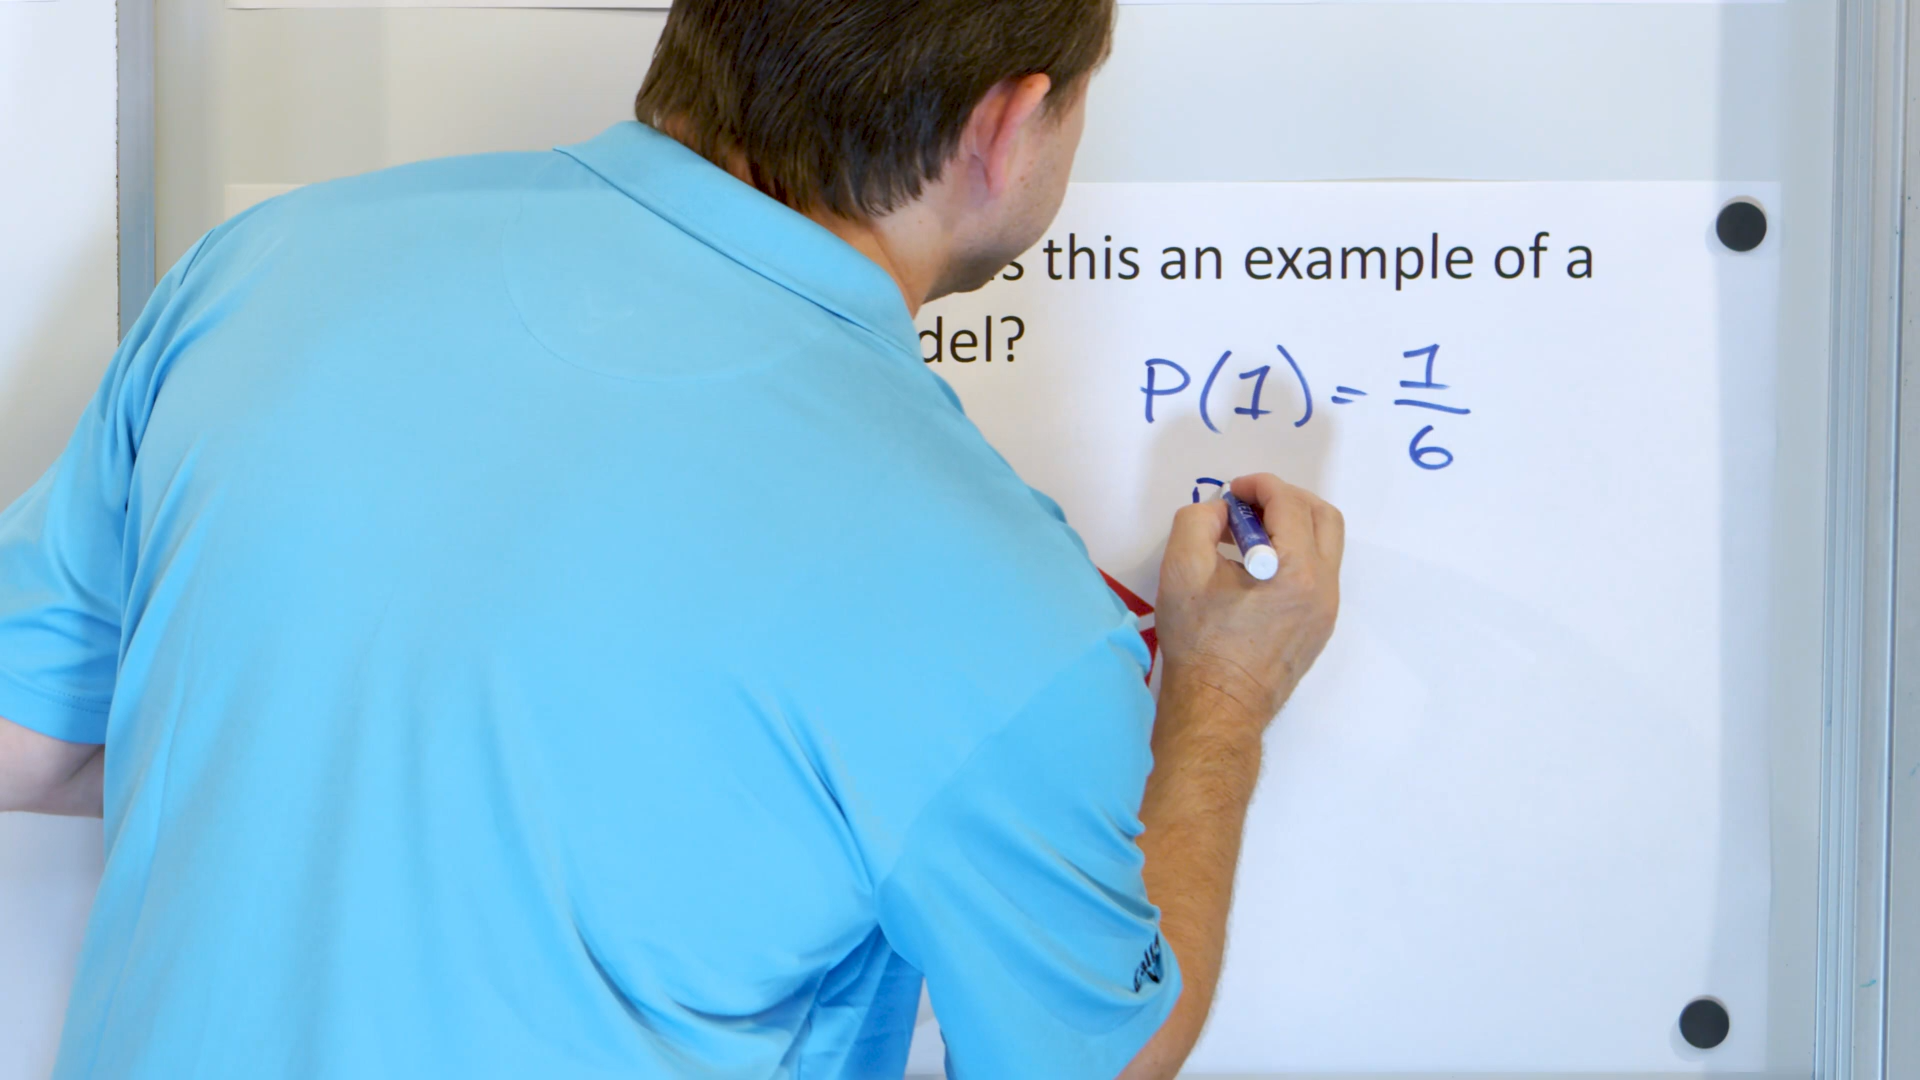 this an example of a
del?
P(1) = 1/6